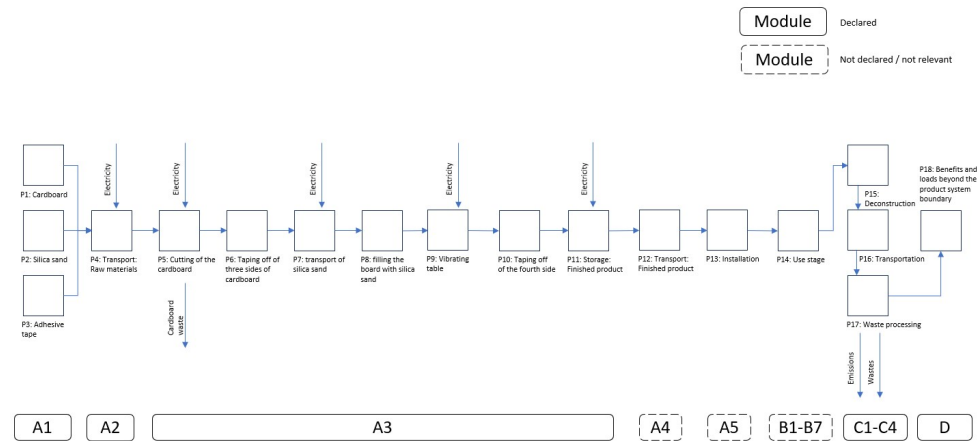 Module
Declared
Module
Not declared / not relevant
Electricity
Electricity
Electricity
Electricity
Electricity
P1: Cardboard
P2: Silica sand
P3: Adhesive
tape
P4: Transport:
Raw materials
P5: Cutting of the
cardboard
Cardboard
waste
P6: Taping off of
three sides of
cardboard
P7: transport of
silica sand
P8: filling the
board with silica
sand
P9: Vibrating
table
P10: Taping off
of the fourth side
P11: Storage:
Finished product
P12: Transport:
Finished product
P13: Installation
P14: Use stage
P15:
Deconstruction
P16: Transportation
P17: Waste processing
Emissions
Wastes
P18: Benefits and
loads beyond the
product system
boundary
A1
A2
A3
A4
A5
B1-B7
C1-C4
D